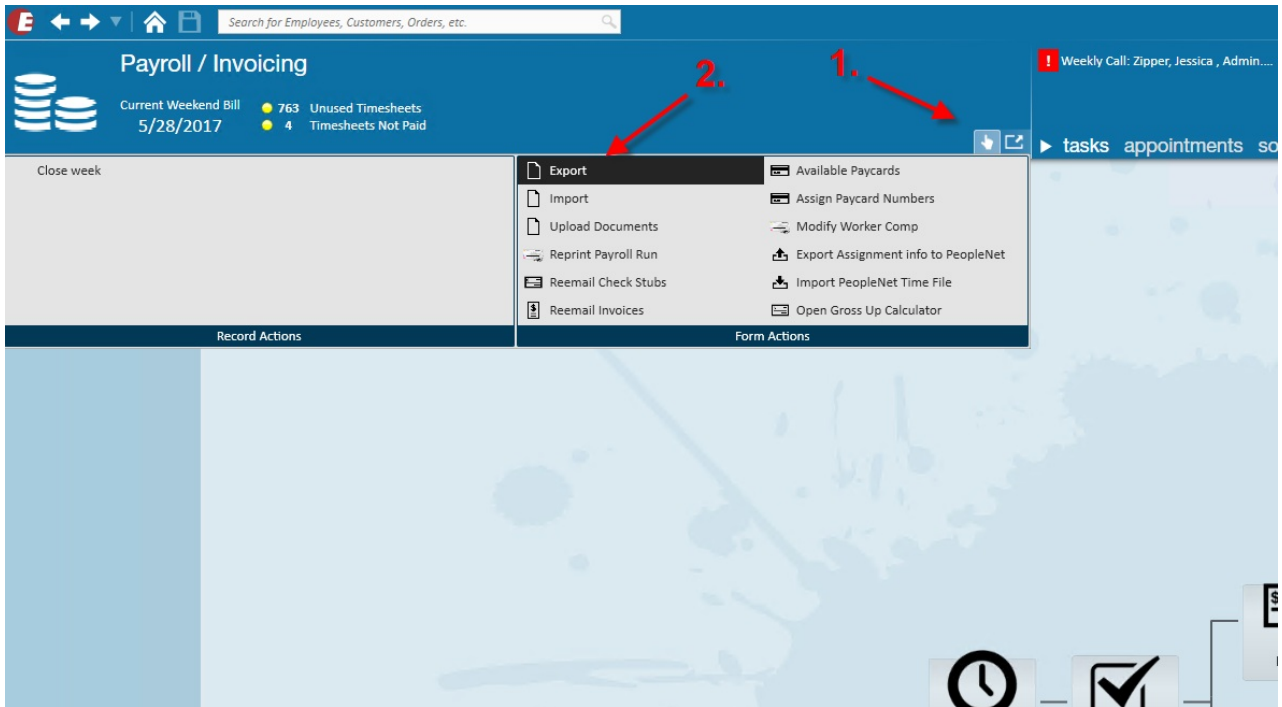 E
Search for Employees, Customers, Orders, etc.
Payroll / Invoicing
Current Weekend Bill
5/28/2017
763 Unused Timesheets
4 Timesheets Not Paid
2.
1.
! Weekly Call: Zipper, Jessica , Admin....
tasks appointments so
Close week
Export
Import
Upload Documents
Reprint Payroll Run
Reemail Check Stubs
Reemail Invoices
Available Paycards
Assign Paycard Numbers
Modify Worker Comp
Export Assignment info to PeopleNet
Import PeopleNet Time File
Open Gross Up Calculator
Record Actions
Form Actions
$